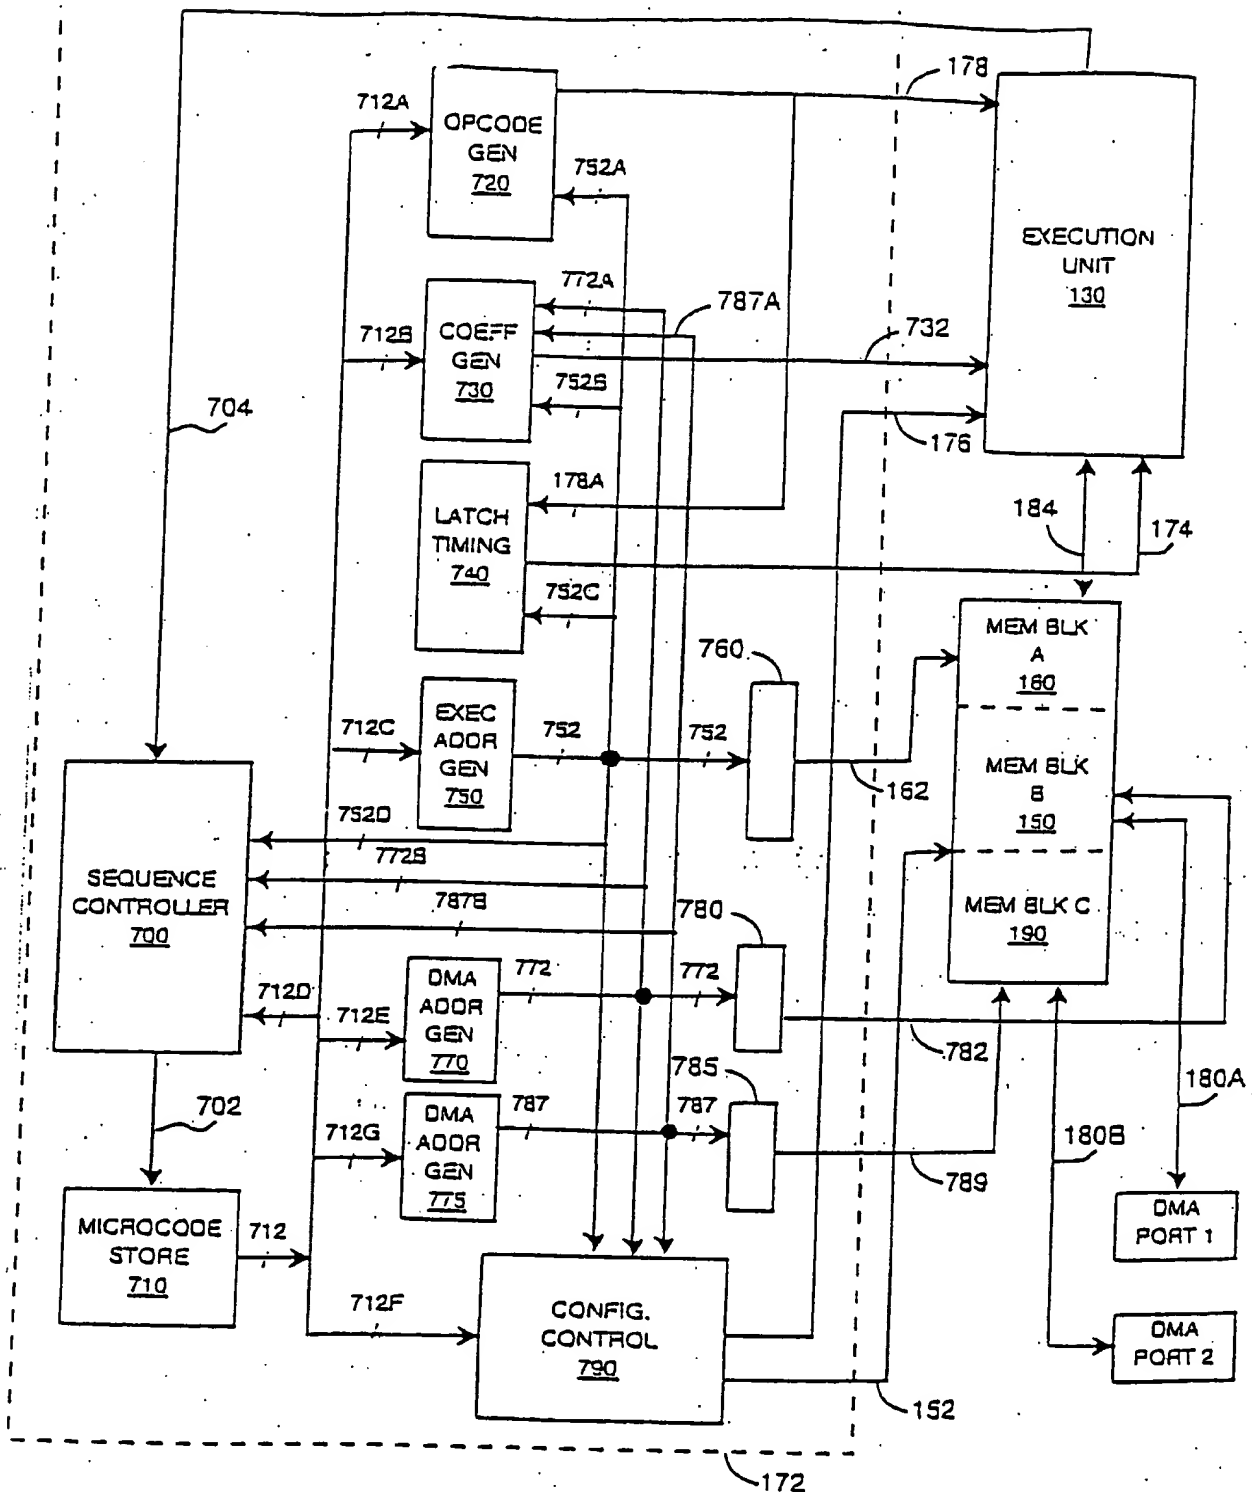 178
712A
OPCODE
GEN
720
752A
EXECUTION
UNIT
130
772A
787A
712B
COEFF
GEN
730
732
752B
704
176
178A
LATCH
TIMING
740
184
174
752C
MEM BLK
A
160
760
712C
EXEC
ADDR
GEN
750
752
752
162
MEM BLK
B
150
752D
772B
787B
SEQUENCE
CONTROLLER
700
780
MEM BLK C
190
712D
712E
DMA
ADDR
GEN
770
772
772
782
785
180A
702
712G
DMA
ADDR
GEN
775
787
787
180B
789
MICROCODE
STORE
710
712
DMA
PORT 1
712F
CONFIG.
CONTROL
790
DMA
PORT 2
152
172